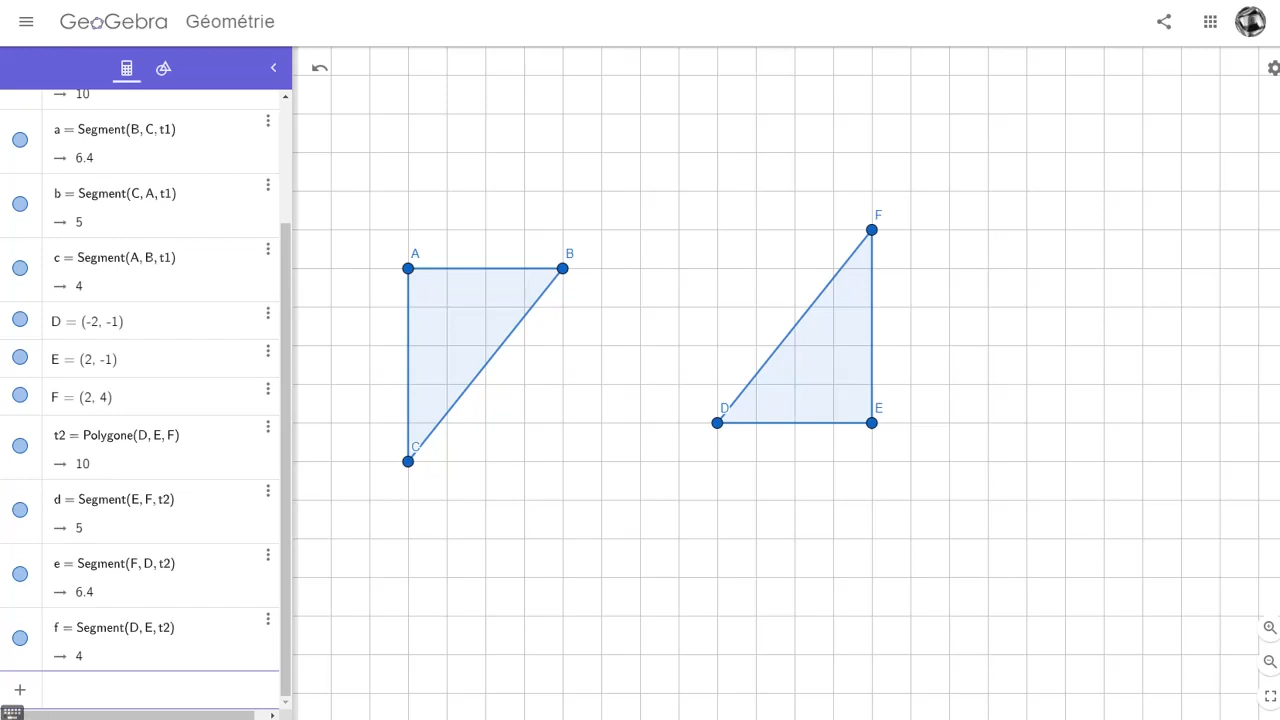 GeoGebra Géométrie
→ 10
a = Segment(B, C, t1)
→ 6.4
b = Segment(C, A, t1)
→ 5
c = Segment(A, B, t1)
→ 4
D = (-2, -1)
E = (2, -1)
F = (2, 4)
t2 = Polygone(D, E, F)
→ 10
d = Segment(E, F, t2)
→ 5
e = Segment(F, D, t2)
→ 6.4
f = Segment(D, E, t2)
→ 4
+
A
B
C
F
D
E